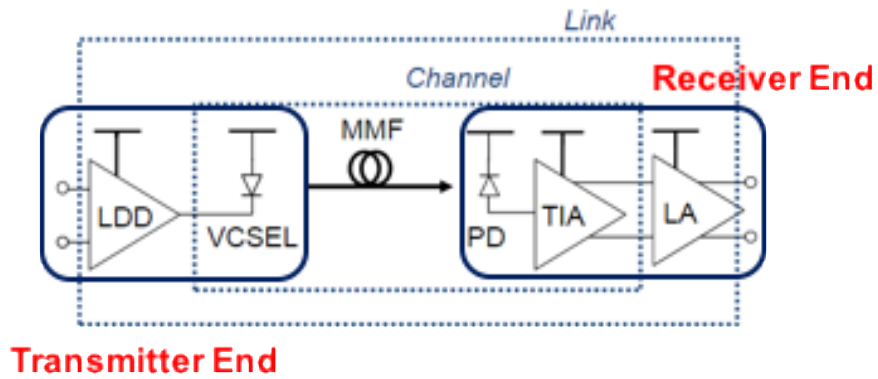 Link
Channel
Receiver End
MMF
LDD
VCSEL
PD
TIA
LA
Transmitter End